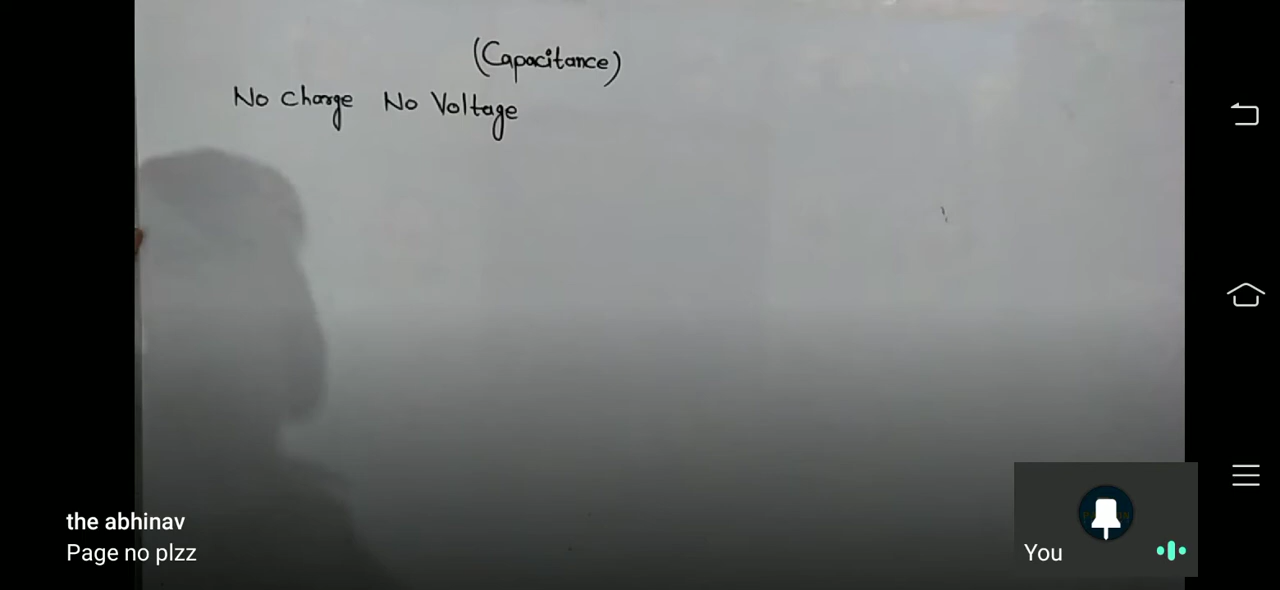 (Capacitance)
No Charge No Voltage
the abhinav
Page no plzz
You